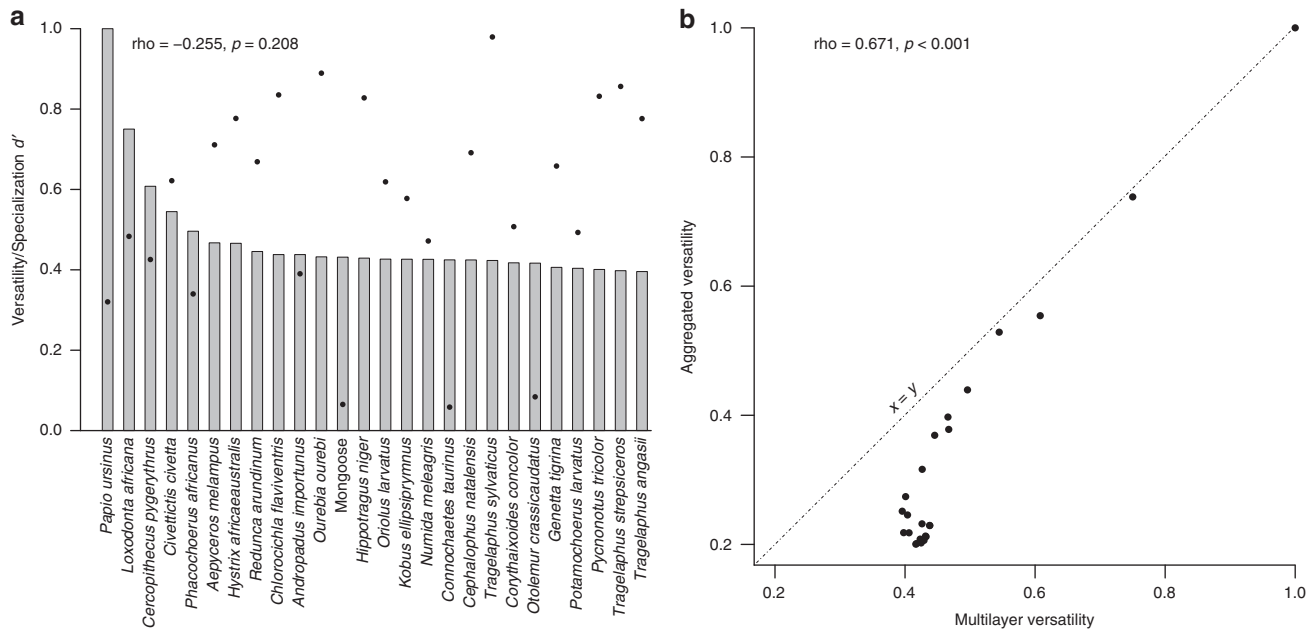 a
rho = −0.255, p = 0.208
Versatility/Specialization d′
1.0
0.8
0.6
0.4
0.2
0.0
Papio ursinus
Loxodonta africana
Cercopithecus pygerythrus
Civettictis civetta
Phacochoerus africanus
Aepyceros melampus
Hystrix africaeaustralis
Redunca arundinum
Chlorocichla flaviventris
Andropadus importunus
Ourebia ourebi
Mongoose
Hippotragus niger
Oriolus larvatus
Kobus ellipsiprymnus
Numida meleagris
Connochaetes taurinus
Cephalophus natalensis
Tragelaphus sylvaticus
Corythaixoides concolor
Otolemur crassicaudatus
Genetta tigrina
Potamochoerus larvatus
Pycnonotus tricolor
Tragelaphus strepsiceros
Tragelaphus angasii
b
rho = 0.671, p < 0.001
Aggregated versatility
1.0
0.8
0.6
0.4
0.2
x = y
0.2
0.4
0.6
0.8
1.0
Multilayer versatility